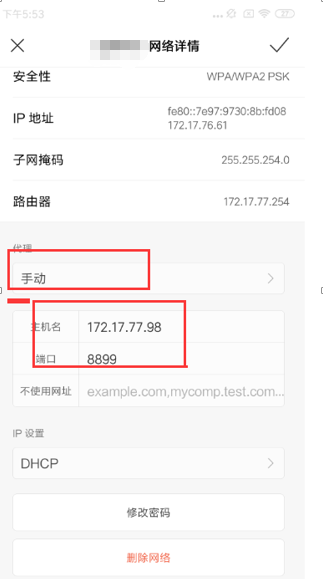 下午5:53
37
网络详情
安全性 WPA/WPA2 PSK
IP 地址 fe80::7e97:9730:8b:fd08
172.17.76.61
子网掩码 255.255.254.0
路由器 172.17.77.254
代理
手动
主机名 172.17.77.98
端口 8899
不使用网址 example.com,mycomp.test.com...
IP 设置
DHCP
修改密码
删除网络